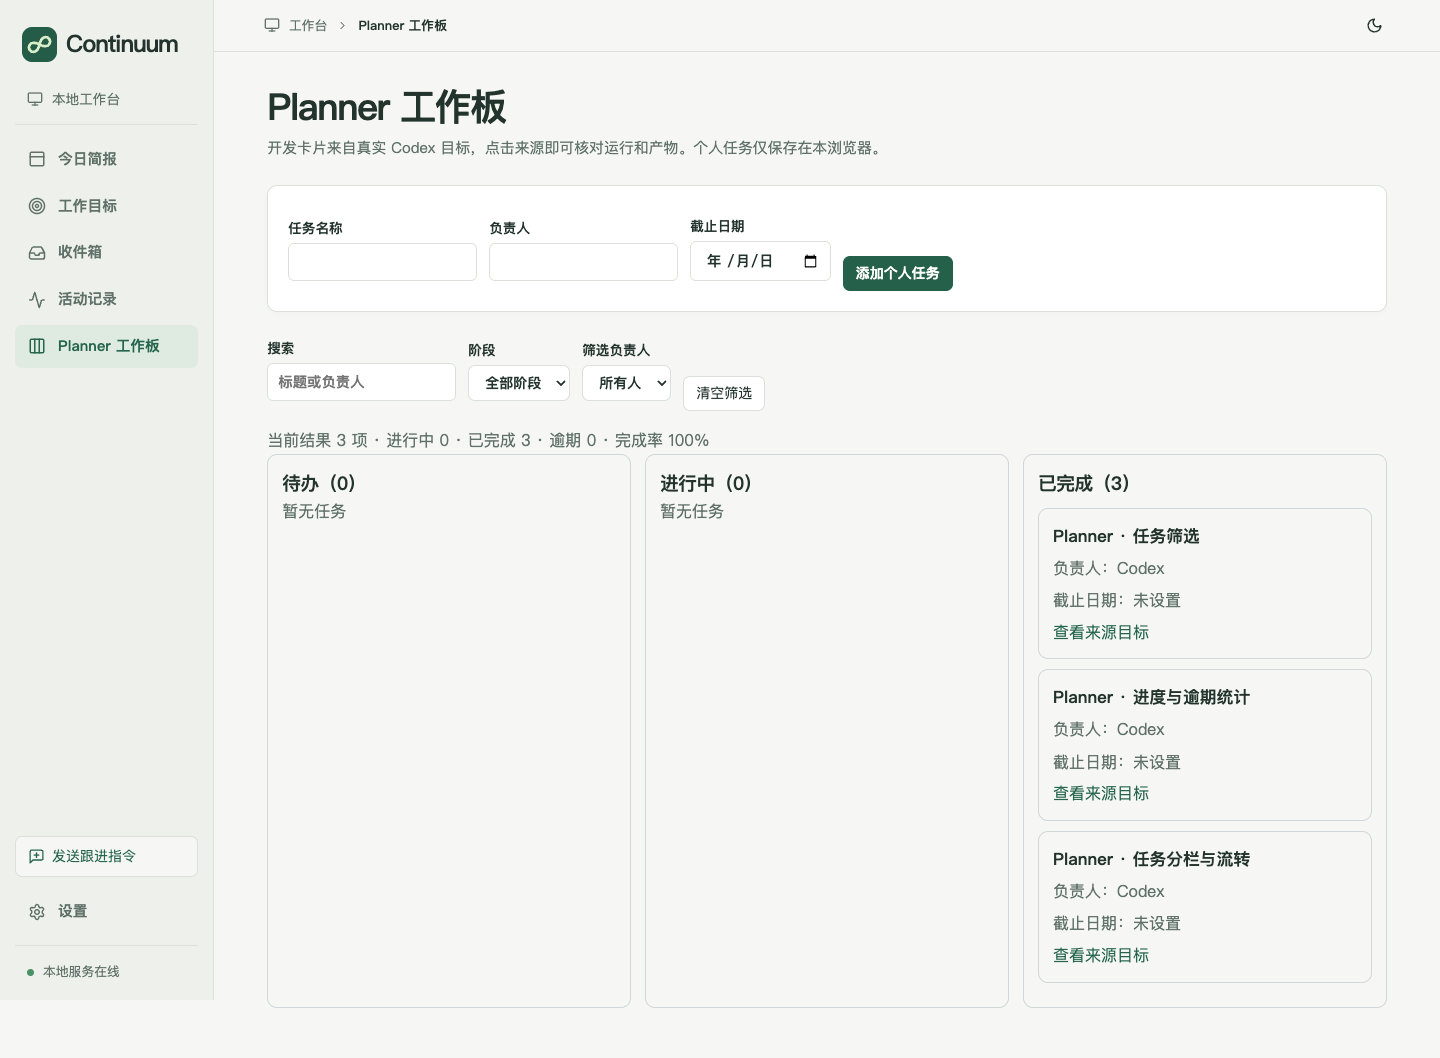 Continuum
本地工作台
今日简报
工作目标
收件箱
活动记录
Planner 工作板
发送跟进指令
设置
本地服务在线
工作台 › Planner 工作板
Planner 工作板
开发卡片来自真实 Codex 目标，点击来源即可核对运行和产物。个人任务仅保存在本浏览器。
任务名称
负责人
截止日期
年 /月/日
添加个人任务
搜索
标题或负责人
阶段
全部阶段
筛选负责人
所有人
清空筛选
当前结果 3 项 · 进行中 0 · 已完成 3 · 逾期 0 · 完成率 100%
待办（0）
暂无任务
进行中（0）
暂无任务
已完成（3）
Planner · 任务筛选
负责人：Codex
截止日期：未设置
查看来源目标
Planner · 进度与逾期统计
负责人：Codex
截止日期：未设置
查看来源目标
Planner · 任务分栏与流转
负责人：Codex
截止日期：未设置
查看来源目标